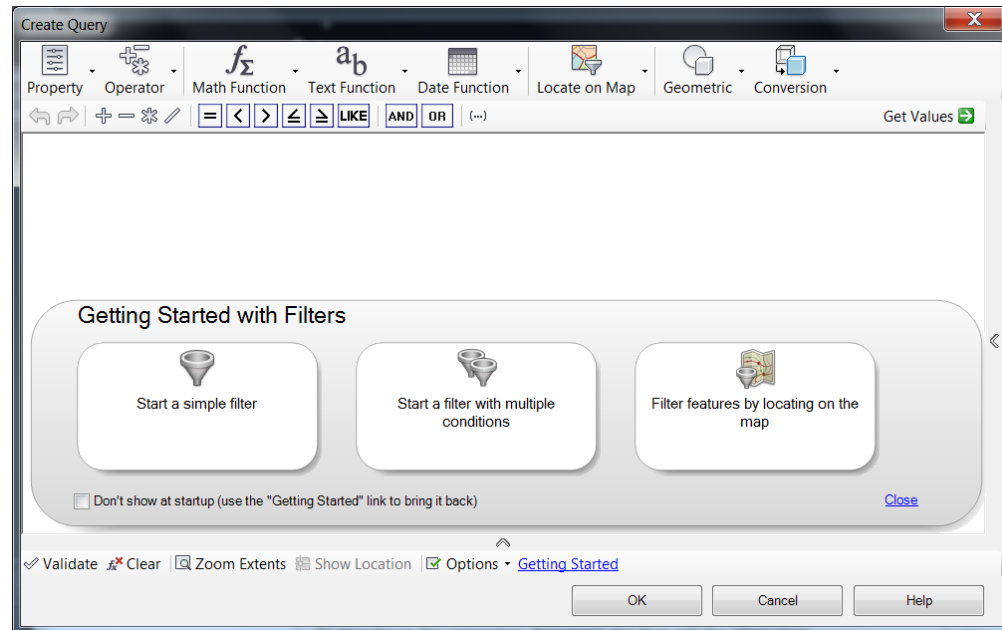 Create Query
Property Operator Math Function Text Function Date Function Locate on Map Geometric Conversion
= < > ≤ ≥ LIKE AND OR (...) Get Values
Getting Started with Filters
Start a simple filter
Start a filter with multiple
conditions
Filter features by locating on the
map
Don't show at startup (use the "Getting Started" link to bring it back) Close
Validate Clear Zoom Extents Show Location Options Getting Started
OK Cancel Help